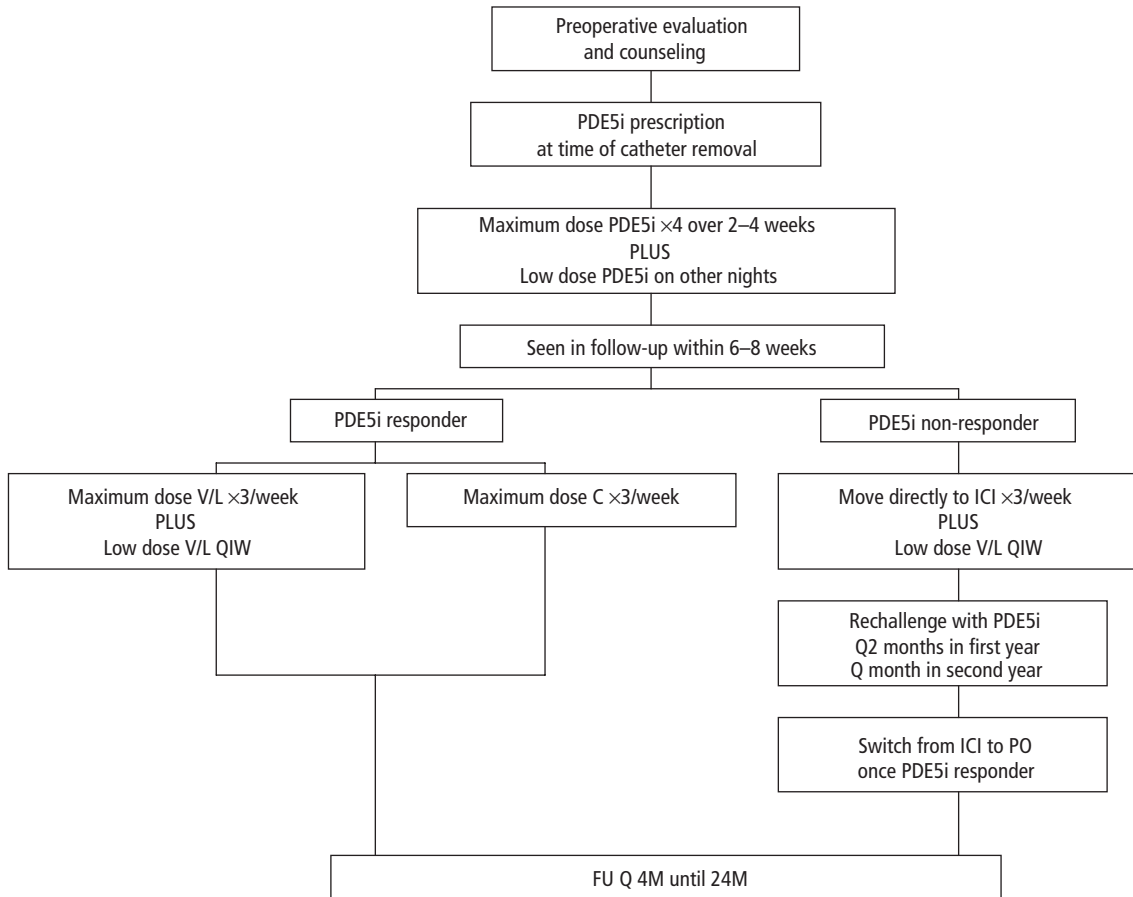 Preoperative evaluation
and counseling
PDE5i prescription
at time of catheter removal
Maximum dose PDE5i ×4 over 2–4 weeks
PLUS
Low dose PDE5i on other nights
Seen in follow-up within 6–8 weeks
PDE5i responder
PDE5i non-responder
Maximum dose V/L ×3/week
PLUS
Low dose V/L QIW
Maximum dose C ×3/week
Move directly to ICI ×3/week
PLUS
Low dose V/L QIW
Rechallenge with PDE5i
Q2 months in first year
Q month in second year
Switch from ICI to PO
once PDE5i responder
FU Q 4M until 24M